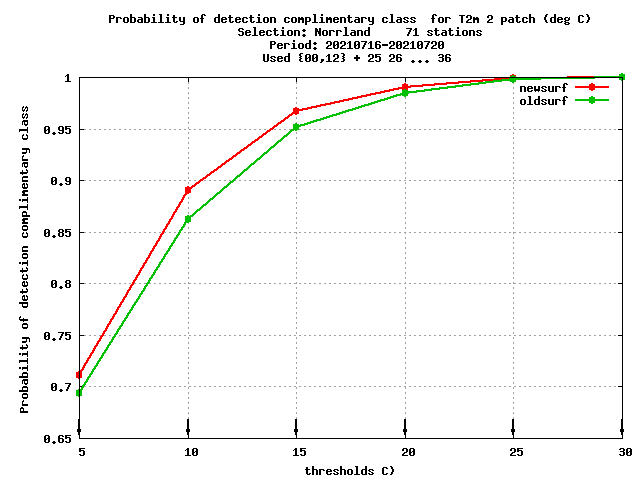 Probability of detection complimentary class  for T2m 2 patch (deg C)
Selection: Norrland     71 stations
Period: 20210716-20210720
Used {00,12} + 25 26 ... 36
Probability of detection complimentary class
1
0.95
0.9
0.85
0.8
0.75
0.7
0.65
newsurf
oldsurf
5 10 15 20 25 30
thresholds C)